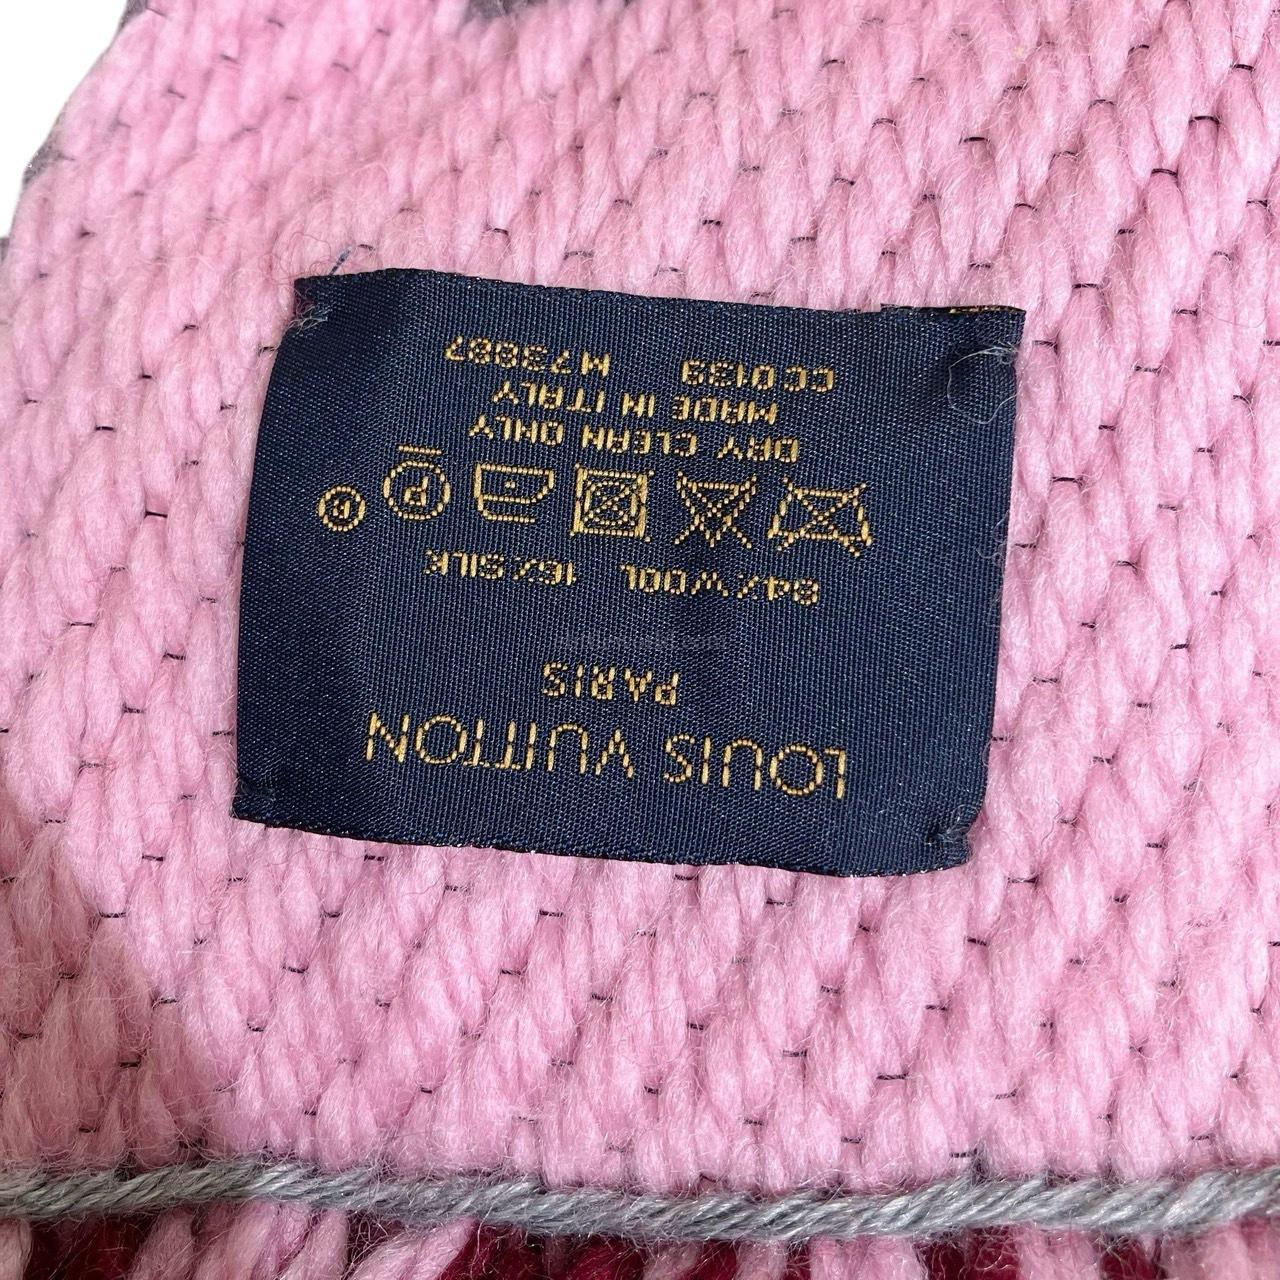 LOUIS VUITTON
PARIS
84% WOOL 16% SILK
P
DRY CLEAN ONLY
MADE IN ITALY
CC0139 M73887